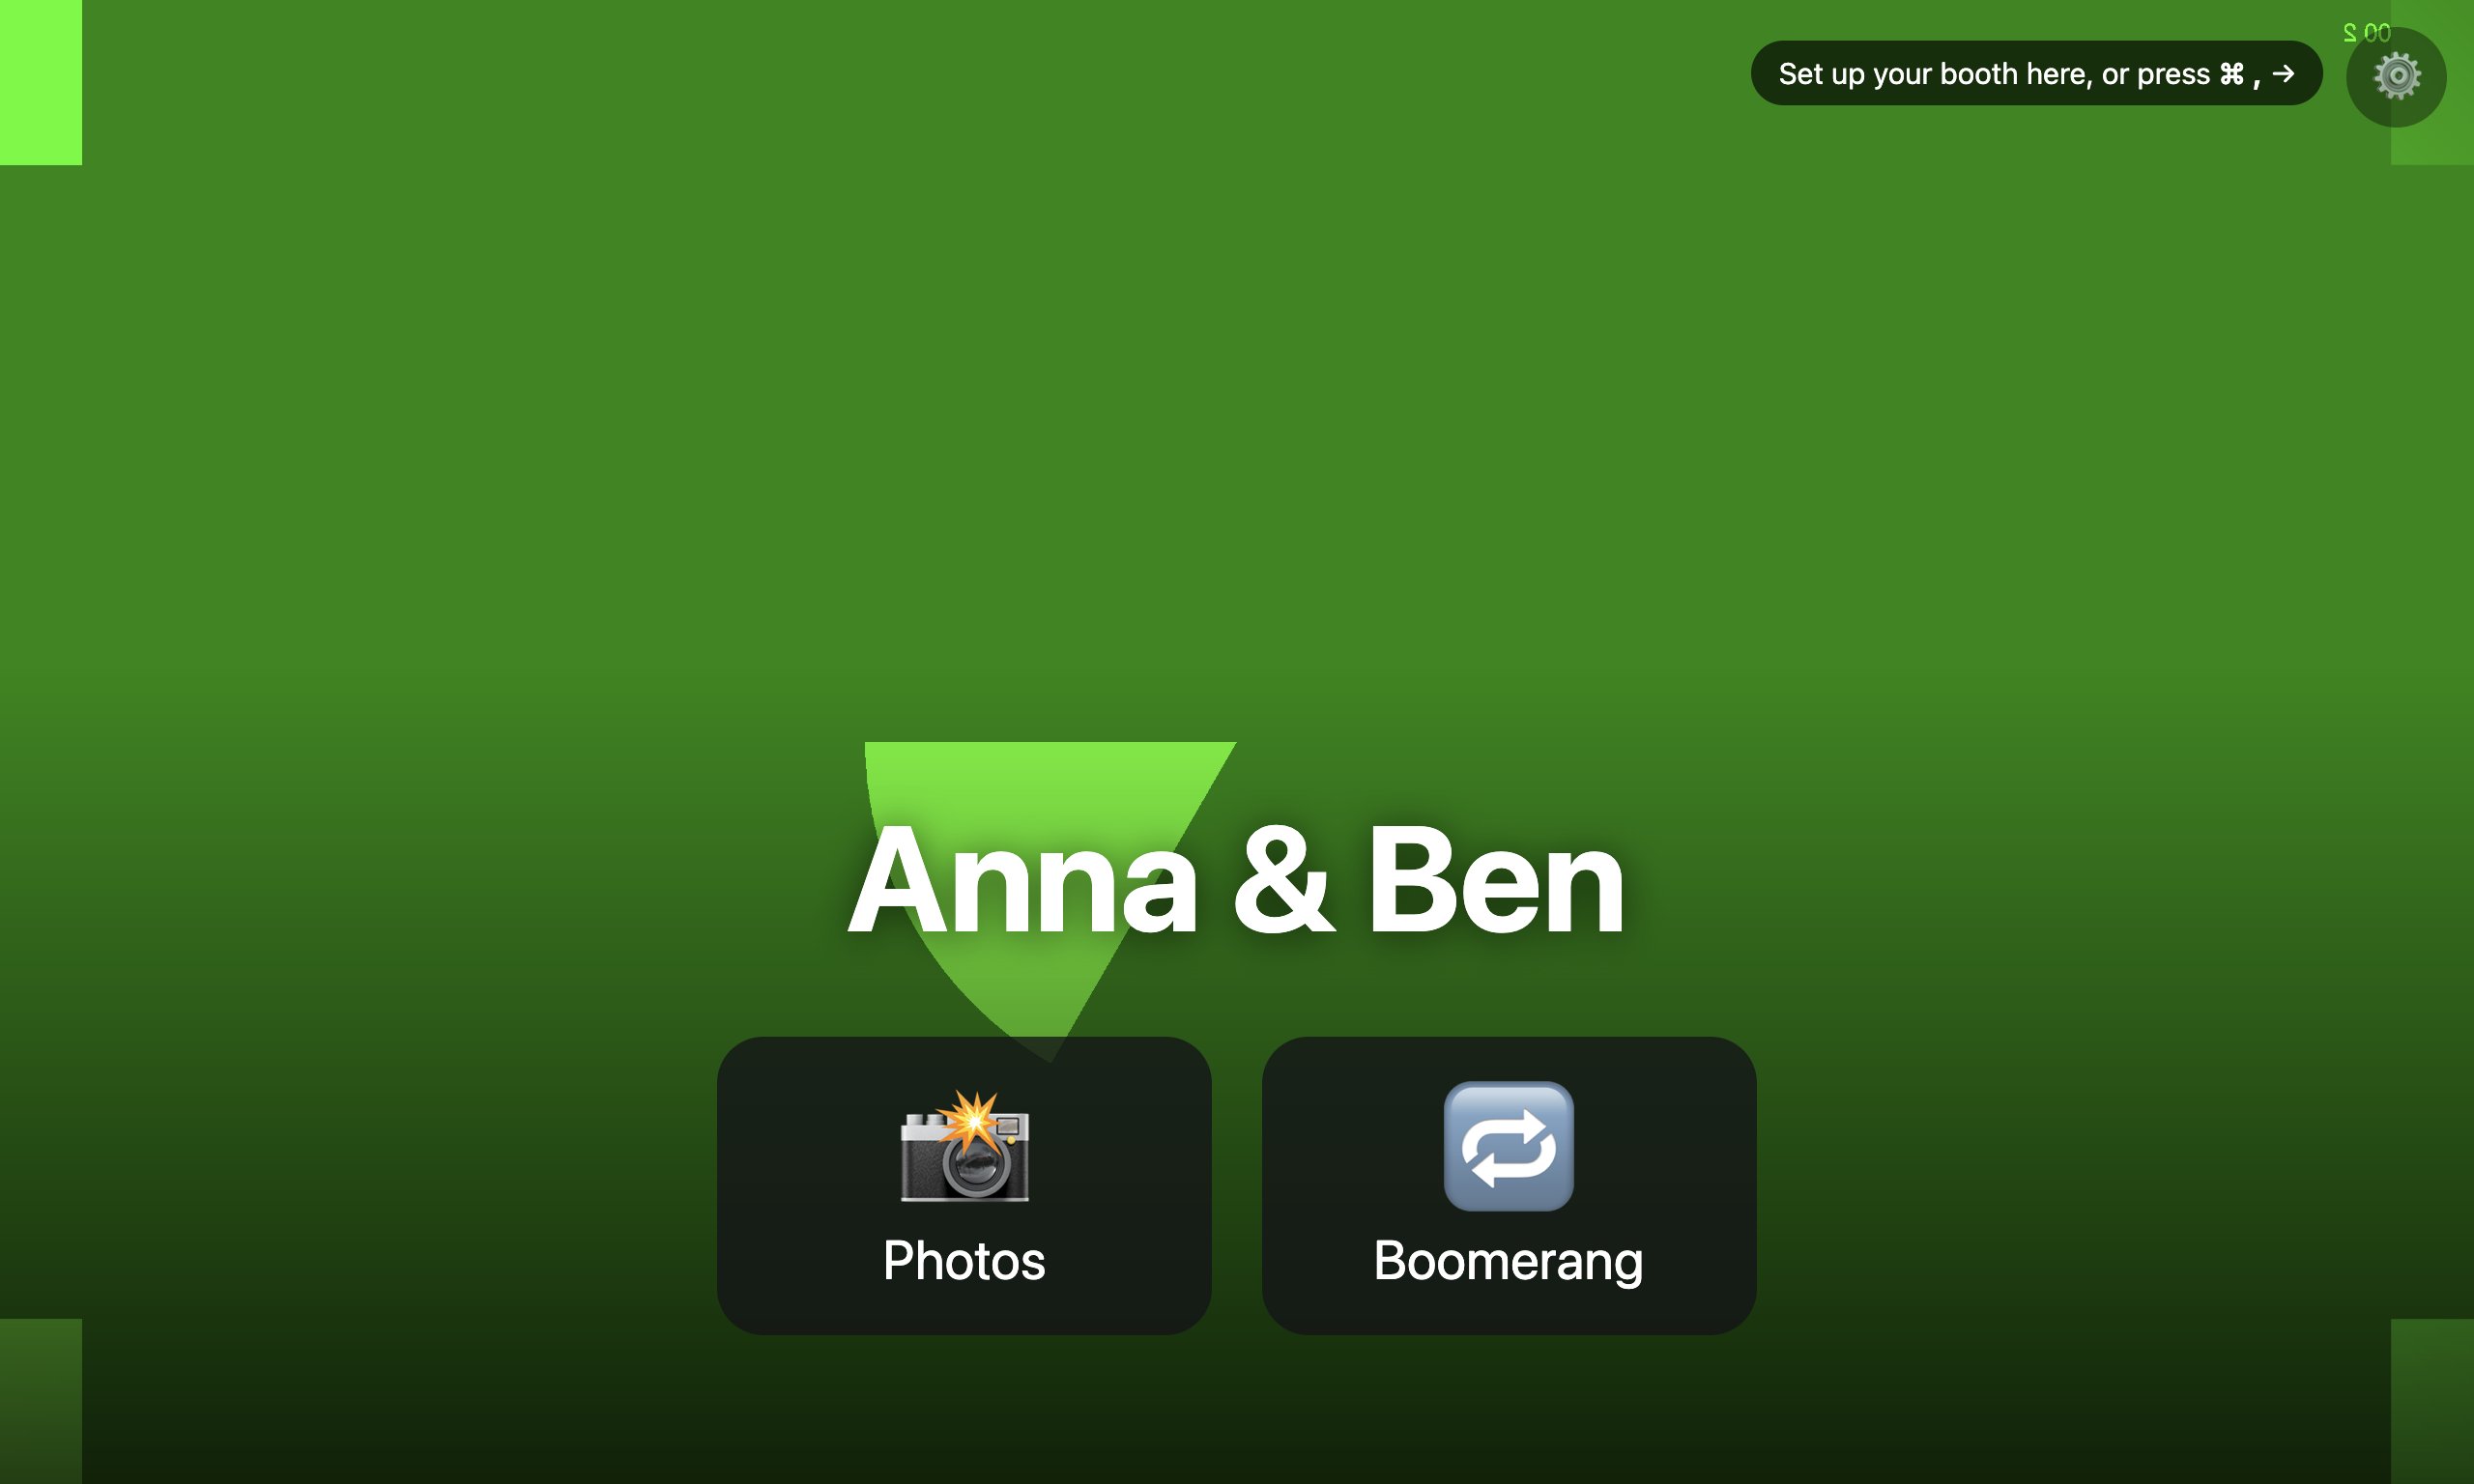 Set up your booth here, or press ⌘ , →
Anna & Ben
Photos
Boomerang